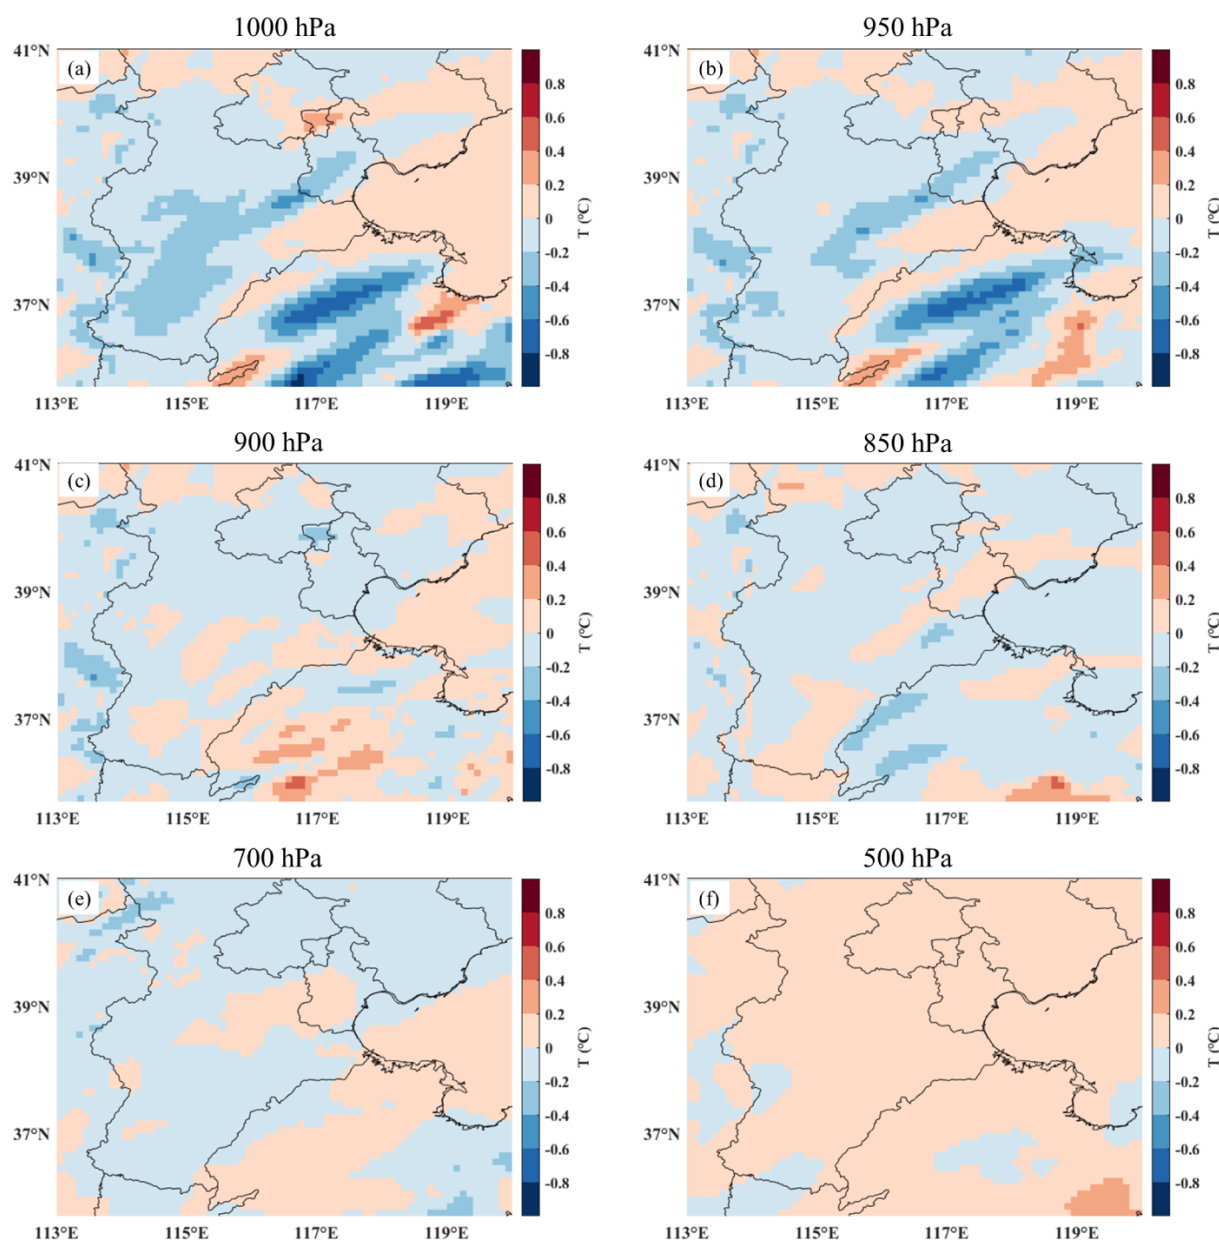 1000 hPa
(a)
41°N
39°N
37°N
113°E 115°E 117°E 119°E
0.8
0.6
0.4
0.2
0
-0.2
-0.4
-0.6
-0.8
T (°C)
950 hPa
(b)
41°N
39°N
37°N
113°E 115°E 117°E 119°E
0.8
0.6
0.4
0.2
0
-0.2
-0.4
-0.6
-0.8
T (°C)
900 hPa
(c)
41°N
39°N
37°N
113°E 115°E 117°E 119°E
0.8
0.6
0.4
0.2
0
-0.2
-0.4
-0.6
-0.8
T (°C)
850 hPa
(d)
41°N
39°N
37°N
113°E 115°E 117°E 119°E
0.8
0.6
0.4
0.2
0
-0.2
-0.4
-0.6
-0.8
T (°C)
700 hPa
(e)
41°N
39°N
37°N
113°E 115°E 117°E 119°E
0.8
0.6
0.4
0.2
0
-0.2
-0.4
-0.6
-0.8
T (°C)
500 hPa
(f)
41°N
39°N
37°N
113°E 115°E 117°E 119°E
0.8
0.6
0.4
0.2
0
-0.2
-0.4
-0.6
-0.8
T (°C)